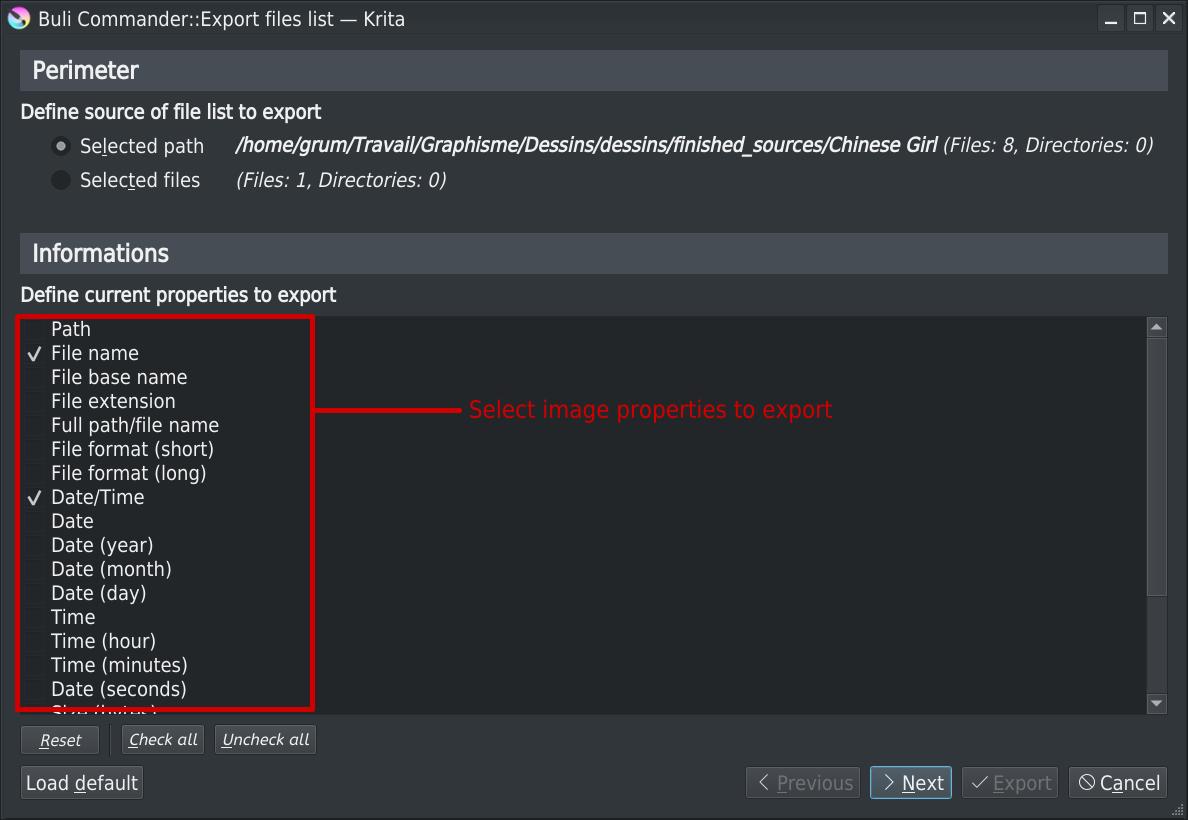 Buli Commander::Export files list — Krita
Perimeter
Define source of file list to export
Selected path /home/grum/Travail/Graphisme/Dessins/dessins/finished_sources/Chinese Girl (Files: 8, Directories: 0)
Selected files (Files: 1, Directories: 0)
Informations
Define current properties to export
Path
File name
File base name
File extension
Select image properties to export
Full path/file name
File format (short)
File format (long)
Date/Time
Date
Date (year)
Date (month)
Date (day)
Time
Time (hour)
Time (minutes)
Date (seconds)
Size (bytes)
Reset Check all Uncheck all
Load default Previous Next Export Cancel